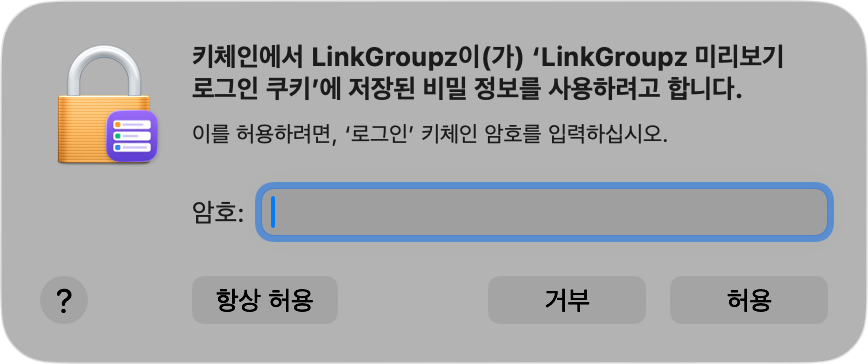 키체인에서 LinkGroupz이(가) ‘LinkGroupz 미리보기
로그인 쿠키’에 저장된 비밀 정보를 사용하려고 합니다.
이를 허용하려면, ‘로그인’ 키체인 암호를 입력하십시오.
암호:
?
항상 허용
거부
허용